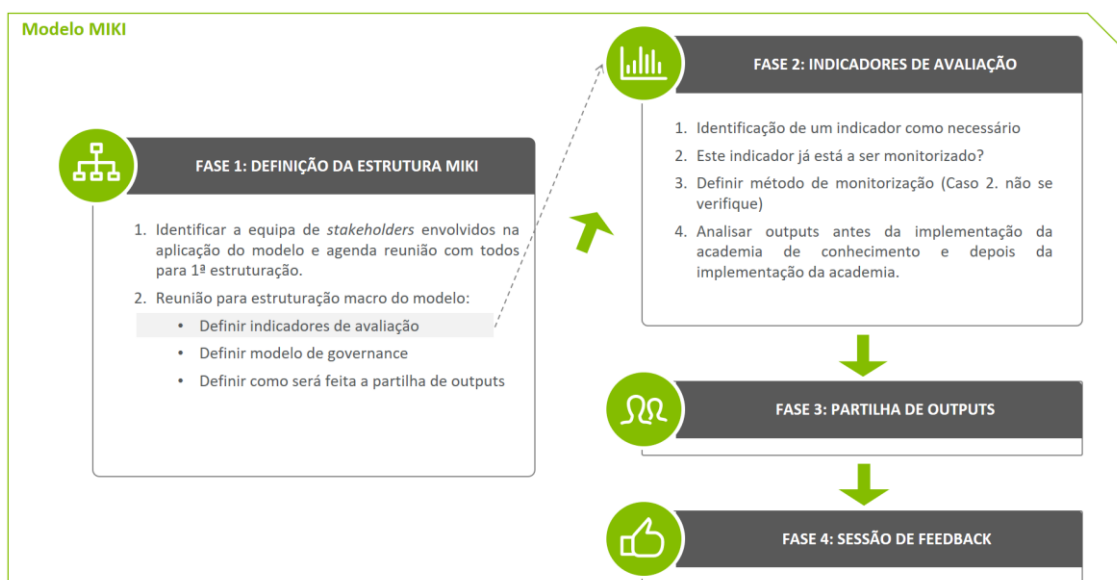 Modelo MIKI
FASE 1: DEFINIÇÃO DA ESTRUTURA MIKI
1. Identificar a equipa de stakeholders envolvidos na
aplicação do modelo e agenda reunião com todos
para 1ª estruturação.
2. Reunião para estruturação macro do modelo:
• Definir indicadores de avaliação
• Definir modelo de governance
• Definir como será feita a partilha de outputs
FASE 2: INDICADORES DE AVALIAÇÃO
1. Identificação de um indicador como necessário
2. Este indicador já está a ser monitorizado?
3. Definir método de monitorização (Caso 2. não se
verifique)
4. Analisar outputs antes da implementação da
academia de conhecimento e depois da
implementação da academia.
FASE 3: PARTILHA DE OUTPUTS
FASE 4: SESSÃO DE FEEDBACK